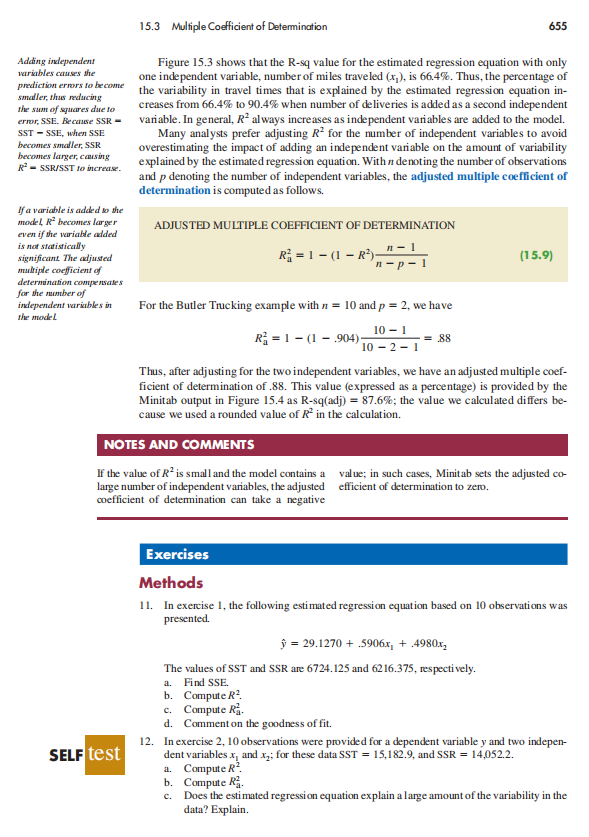 15.3 Multiple Coefficient of Determination 655
Adding independent
variables causes the
prediction errors to become
smaller, thus reducing
the sum of squares due to
error, SSE. Because SSR =
SST − SSE, when SSE
becomes smaller, SSR
becomes larger, causing
R² = SSR/SST to increase.
Figure 15.3 shows that the R-sq value for the estimated regression equation with only
one independent variable, number of miles traveled (x₁), is 66.4%. Thus, the percentage of
the variability in travel times that is explained by the estimated regression equation in-
creases from 66.4% to 90.4% when number of deliveries is added as a second independent
variable. In general, R² always increases as independent variables are added to the model.
Many analysts prefer adjusting R² for the number of independent variables to avoid
overestimating the impact of adding an independent variable on the amount of variability
explained by the estimated regression equation. With n denoting the number of observations
and p denoting the number of independent variables, the adjusted multiple coefficient of
determination is computed as follows.
If a variable is added to the
model, R² becomes larger
even if the variable added
is not statistically
significant. The adjusted
multiple coefficient of
determination compensates
for the number of
independent variables in
the model.
ADJUSTED MULTIPLE COEFFICIENT OF DETERMINATION
R²ₐ = 1 − (1 − R²) (n − 1)/(n − p − 1) (15.9)
For the Butler Trucking example with n = 10 and p = 2, we have
R²ₐ = 1 − (1 − .904) (10 − 1)/(10 − 2 − 1) = .88
Thus, after adjusting for the two independent variables, we have an adjusted multiple coef-
ficient of determination of .88. This value (expressed as a percentage) is provided by the
Minitab output in Figure 15.4 as R-sq(adj) = 87.6%; the value we calculated differs be-
cause we used a rounded value of R² in the calculation.
NOTES AND COMMENTS
If the value of R² is small and the model contains a
large number of independent variables, the adjusted
coefficient of determination can take a negative
value; in such cases, Minitab sets the adjusted co-
efficient of determination to zero.
Exercises
Methods
11. In exercise 1, the following estimated regression equation based on 10 observations was
presented.
ŷ = 29.1270 + .5906x₁ + .4980x₂
The values of SST and SSR are 6724.125 and 6216.375, respectively.
a. Find SSE.
b. Compute R².
c. Compute R²ₐ.
d. Comment on the goodness of fit.
SELF test
12. In exercise 2, 10 observations were provided for a dependent variable y and two indepen-
dent variables x₁ and x₂; for these data SST = 15,182.9, and SSR = 14,052.2.
a. Compute R².
b. Compute R²ₐ.
c. Does the estimated regression equation explain a large amount of the variability in the
data? Explain.